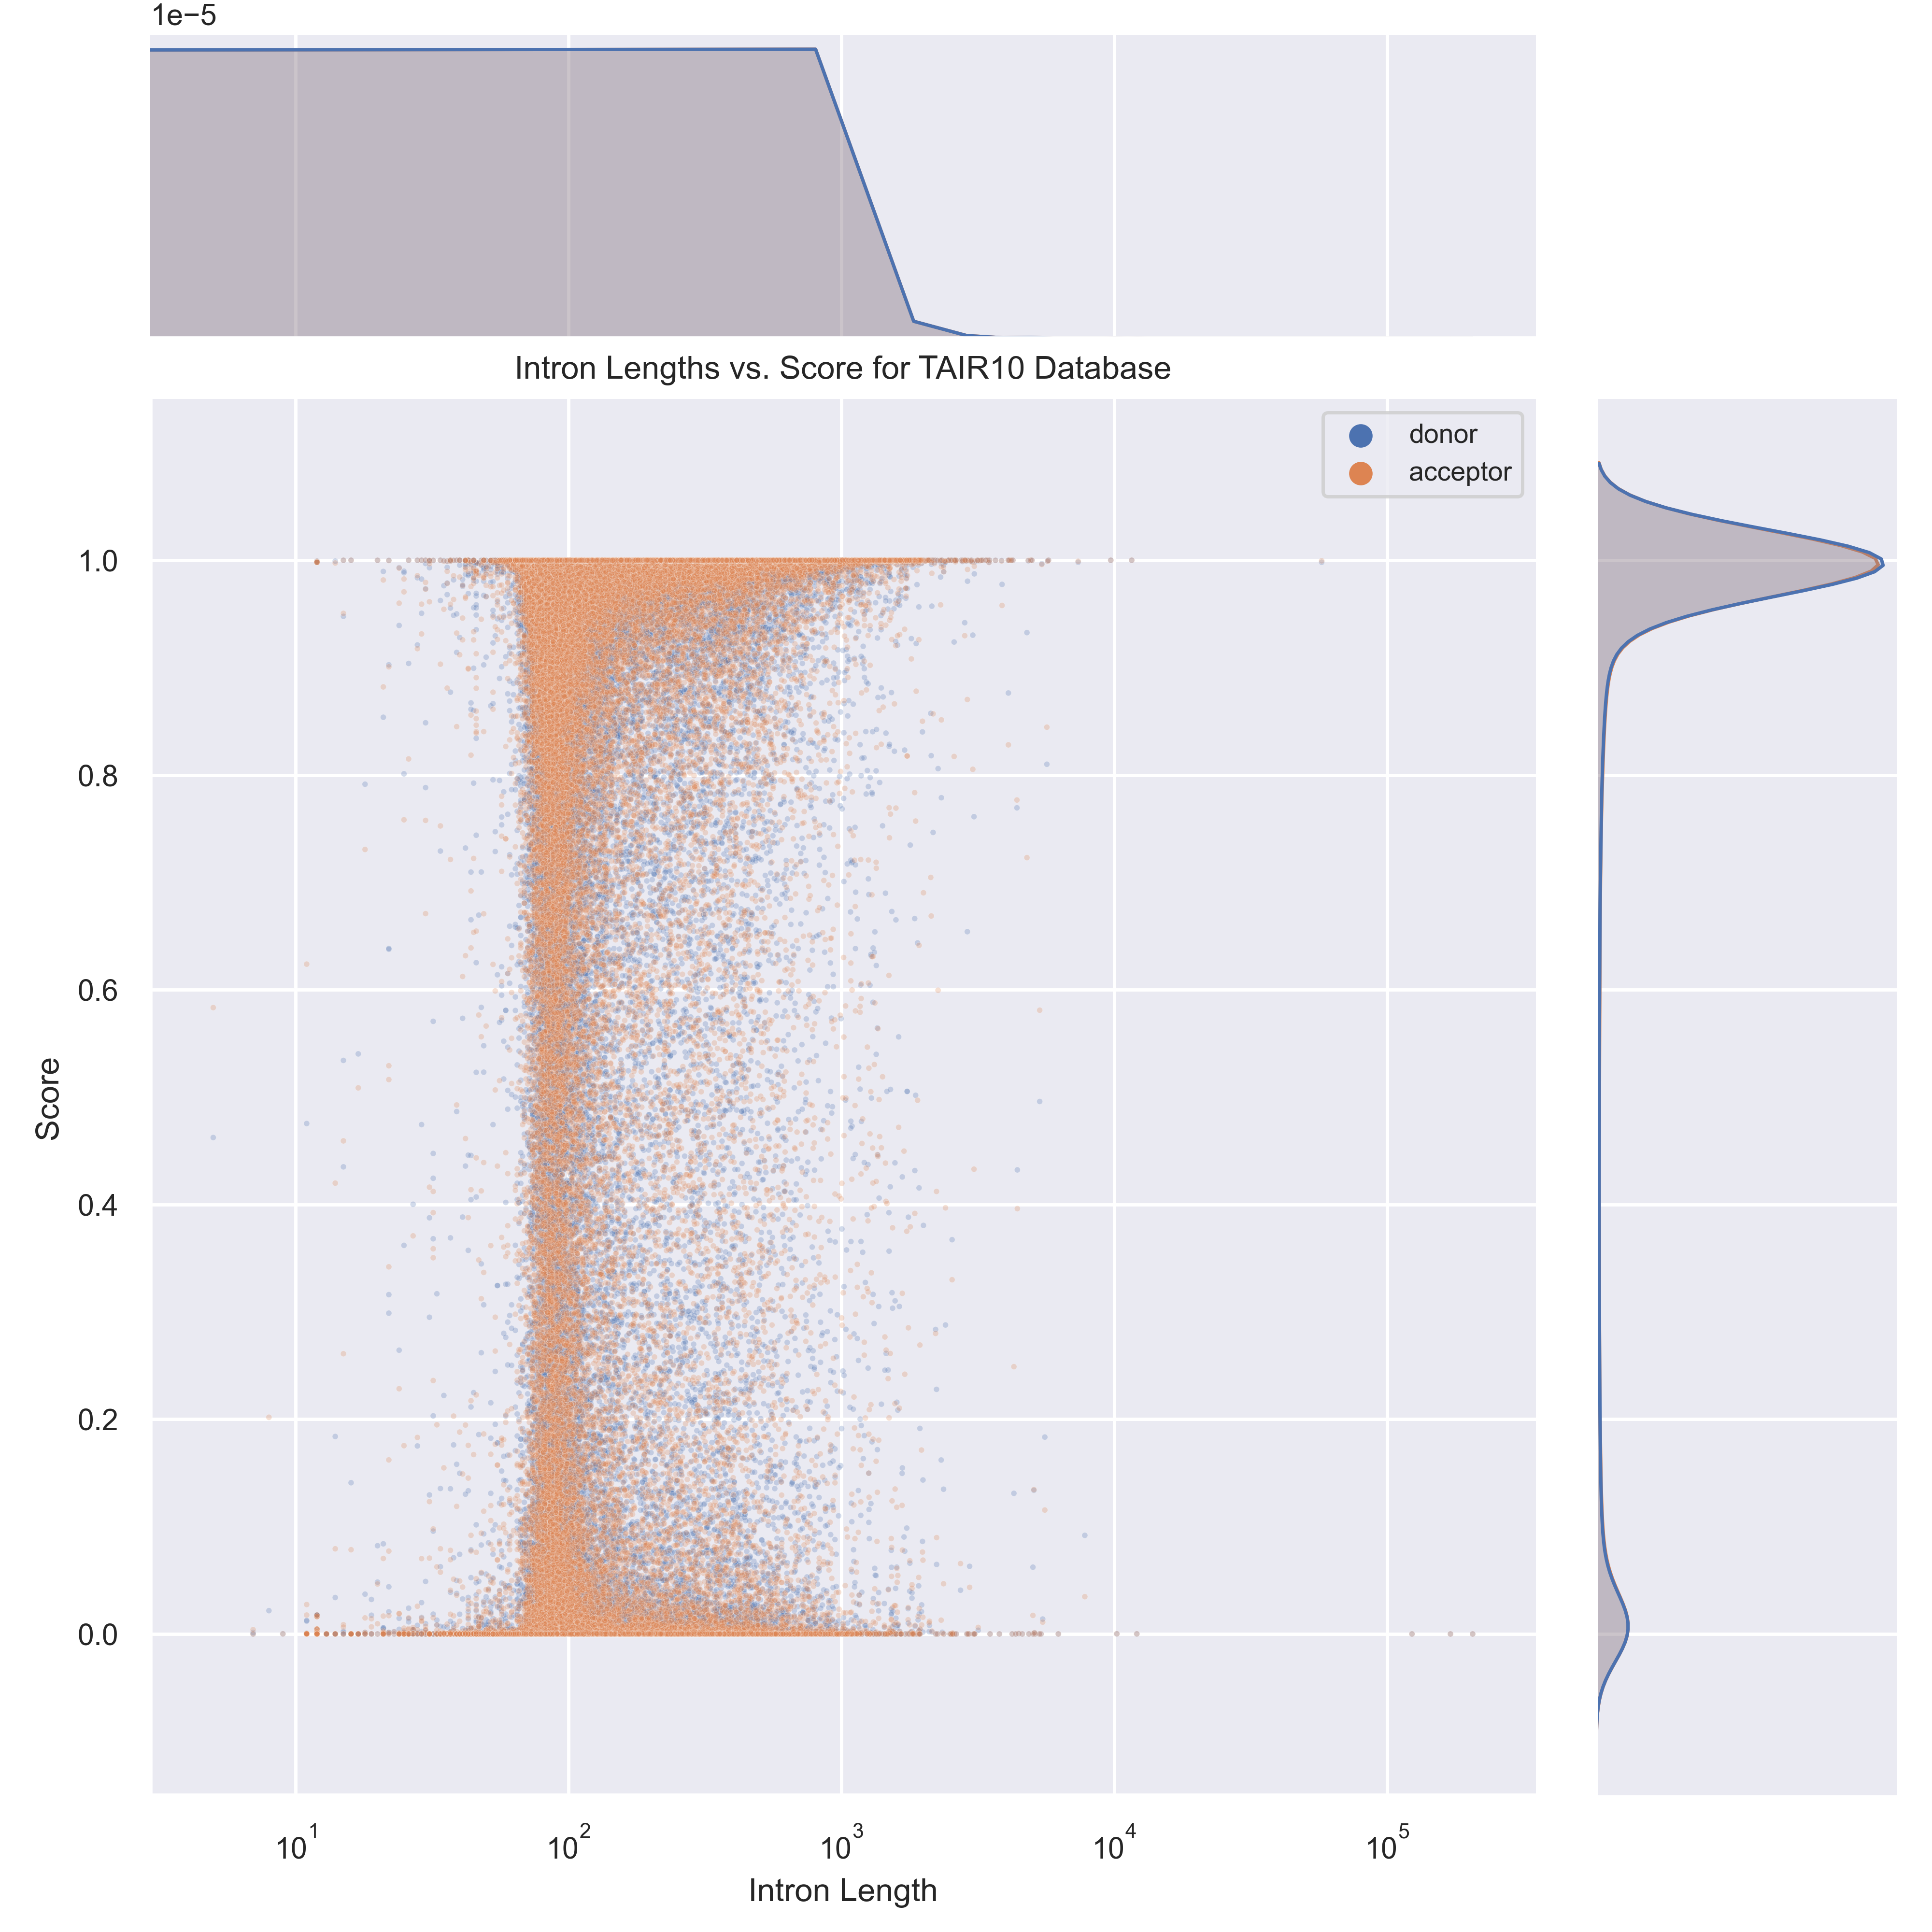 1e−5
Intron Lengths vs. Score for TAIR10 Database
donor
acceptor
1.0
0.8
0.6
0.4
0.2
0.0
Score
10^1 10^2 10^3 10^4 10^5
Intron Length